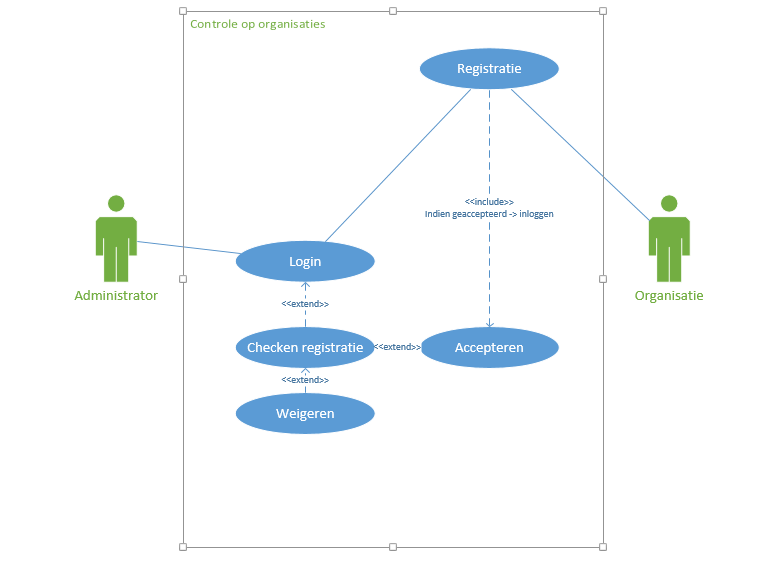 Controle op organisaties
Registratie
<<include>>
Indien geaccepteerd -> inloggen
Login
Administrator
Organisatie
<<extend>>
Checken registratie
<<extend>>
Accepteren
<<extend>>
Weigeren